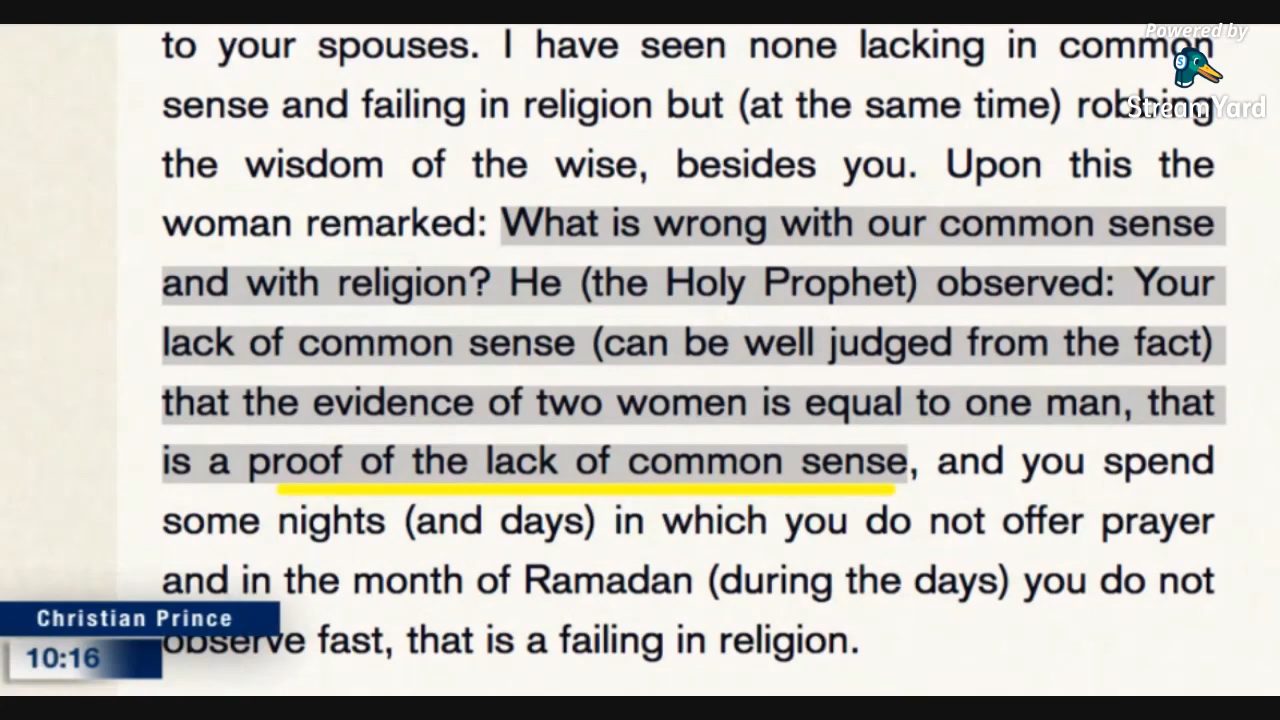 to your spouses. I have seen none lacking in common
Powered by
sense and failing in religion but (at the same time) robbing
StreamYard
the wisdom of the wise, besides you. Upon this the
woman remarked: What is wrong with our common sense
and with religion? He (the Holy Prophet) observed: Your
lack of common sense (can be well judged from the fact)
that the evidence of two women is equal to one man, that
is a proof of the lack of common sense, and you spend
some nights (and days) in which you do not offer prayer
and in the month of Ramadan (during the days) you do not
observe fast, that is a failing in religion.
Christian Prince
10:16